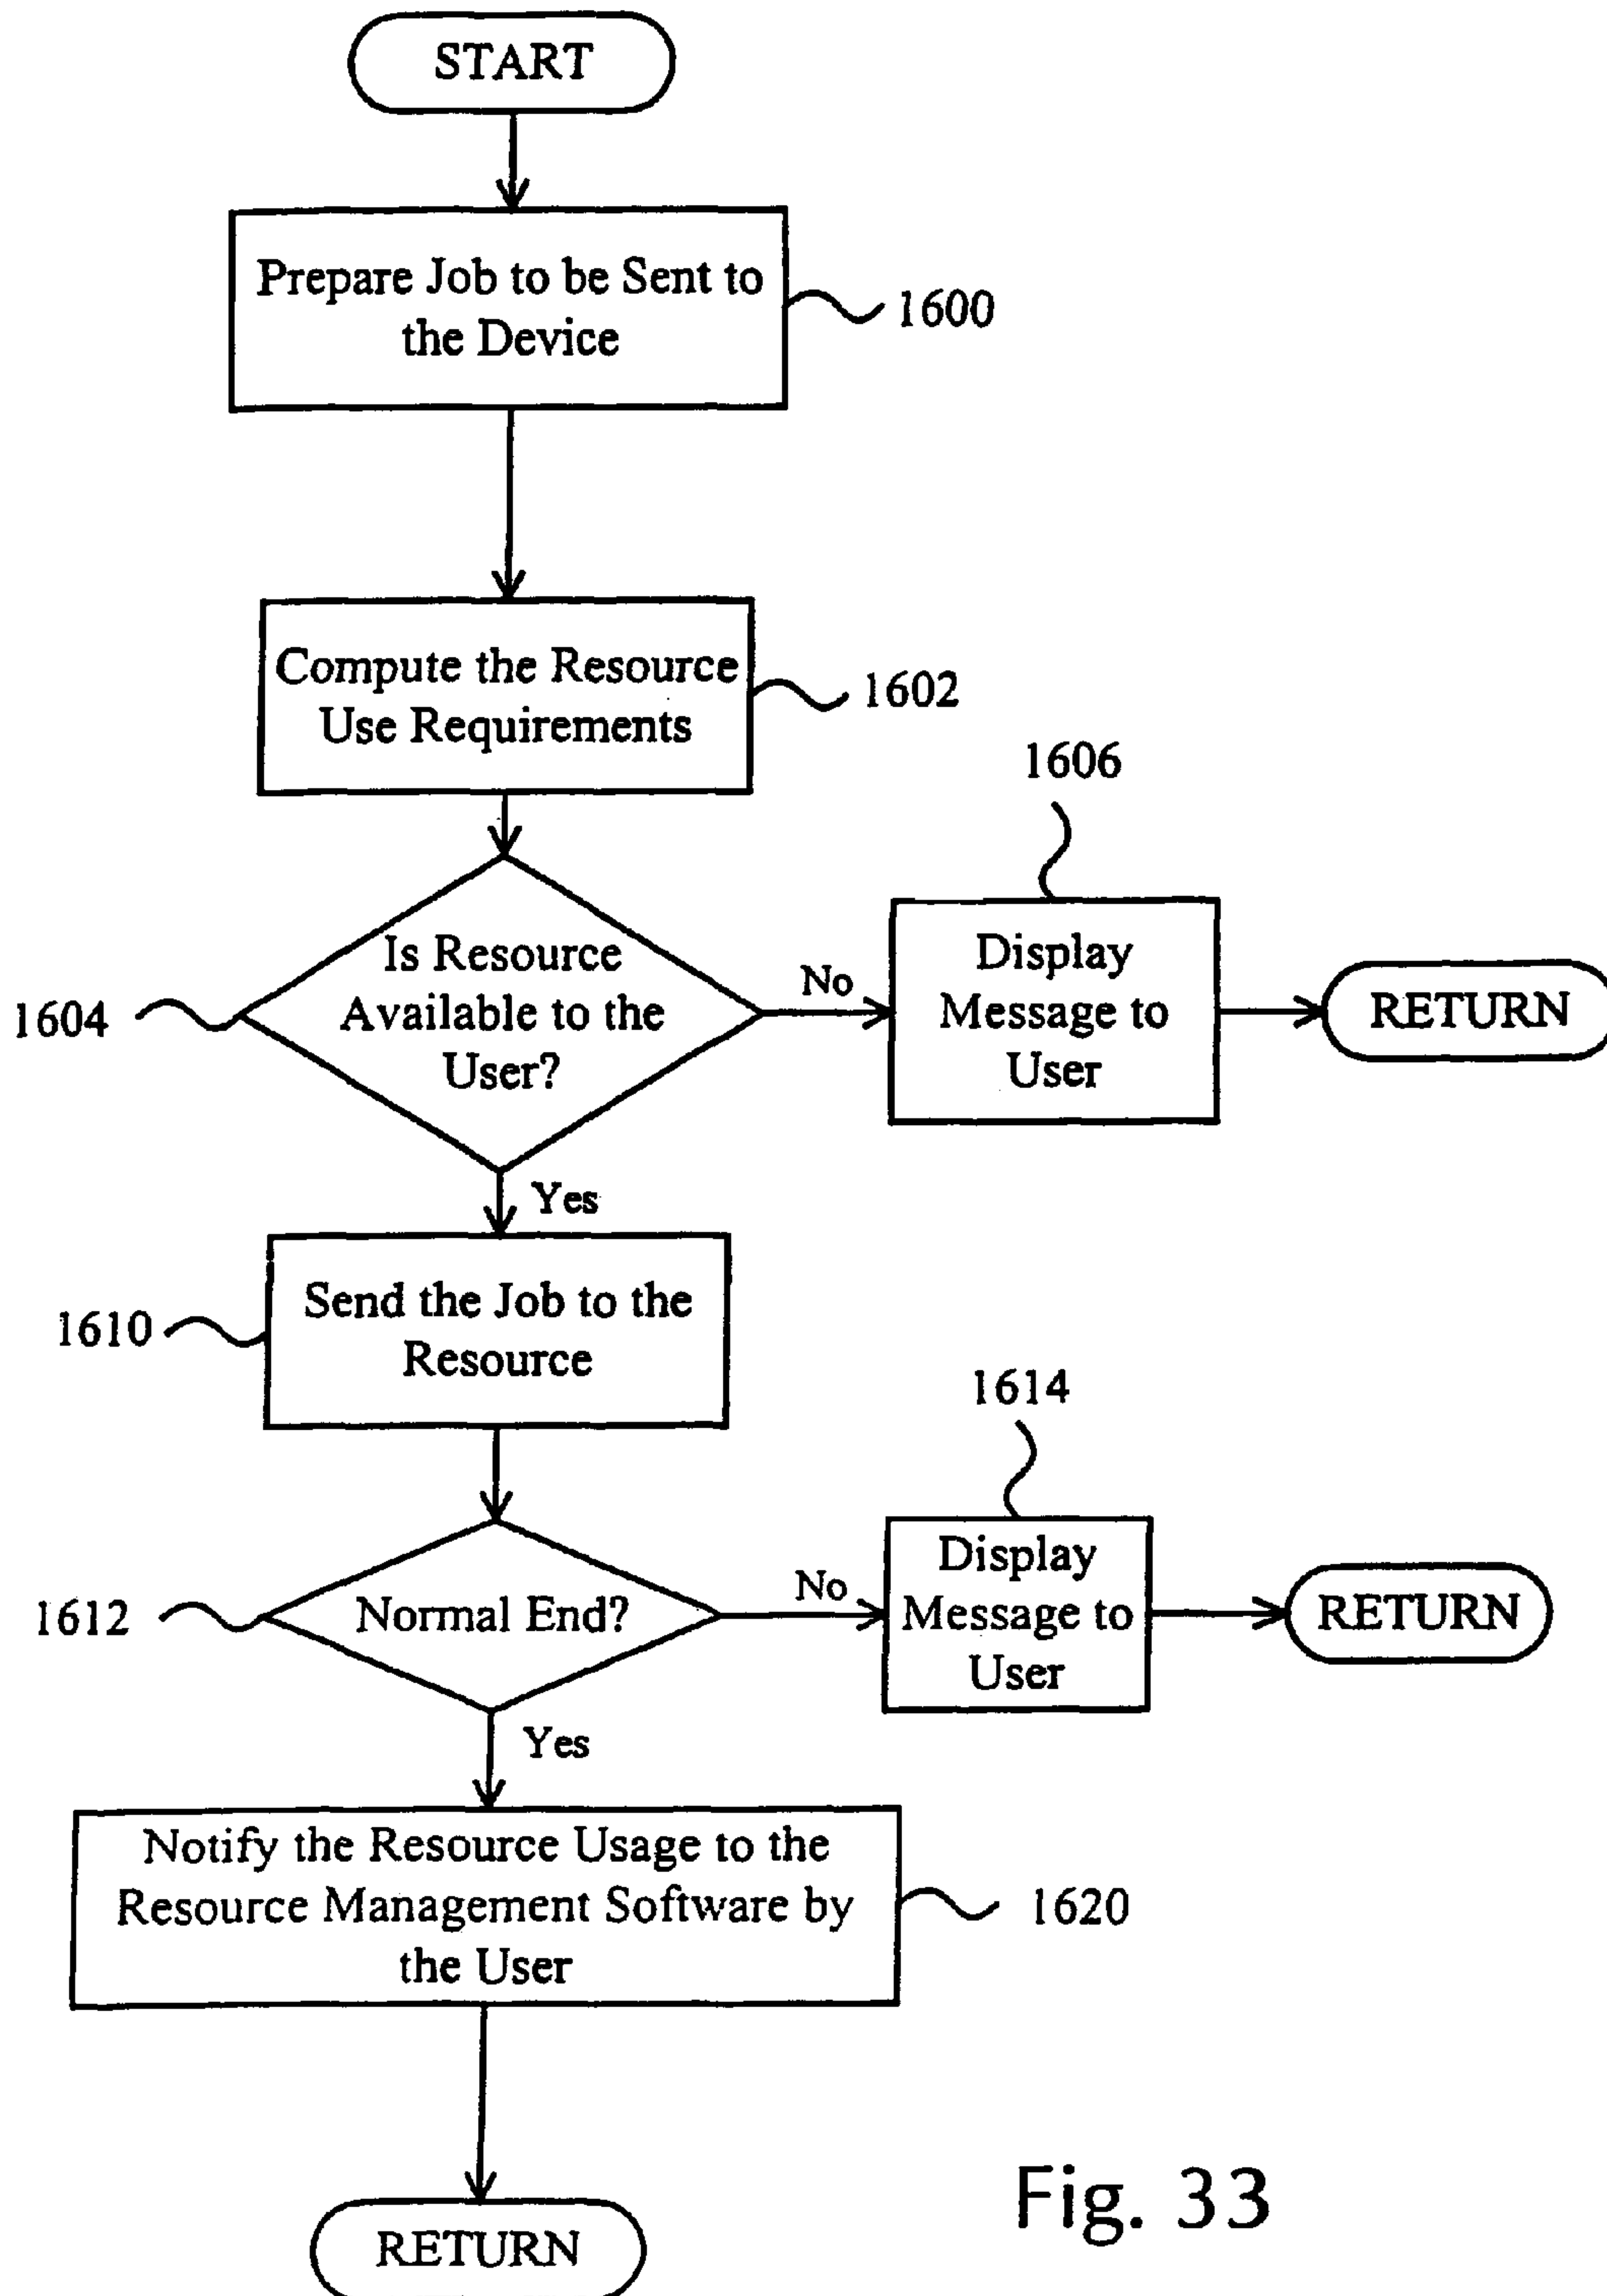 START
Prepare Job to be Sent to
the Device
1600
Compute the Resource
Use Requirements
1602
1606
Is Resource
Available to the
User?
1604
No
Display
Message to
User
RETURN
Yes
Send the Job to the
Resource
1610
1614
Normal End?
1612
No
Display
Message to
User
RETURN
Yes
Notify the Resource Usage to the
Resource Management Software by
the User
1620
RETURN
Fig. 33